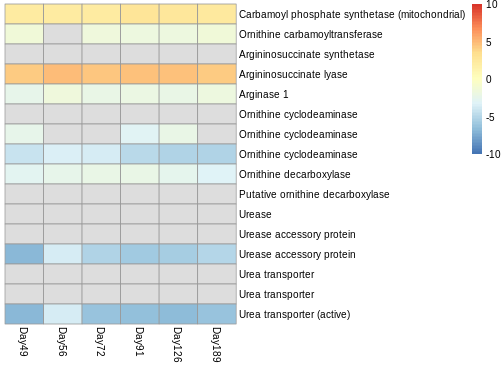 Carbamoyl phosphate synthetase (mitochondrial)
Ornithine carbamoyltransferase
Argininosuccinate synthetase
Argininosuccinate lyase
Arginase 1
Ornithine cyclodeaminase
Ornithine cyclodeaminase
Ornithine cyclodeaminase
Ornithine decarboxylase
Putative ornithine decarboxylase
Urease
Urease accessory protein
Urease accessory protein
Urea transporter
Urea transporter
Urea transporter (active)
Day49
Day56
Day72
Day91
Day126
Day189
10
5
0
-5
-10